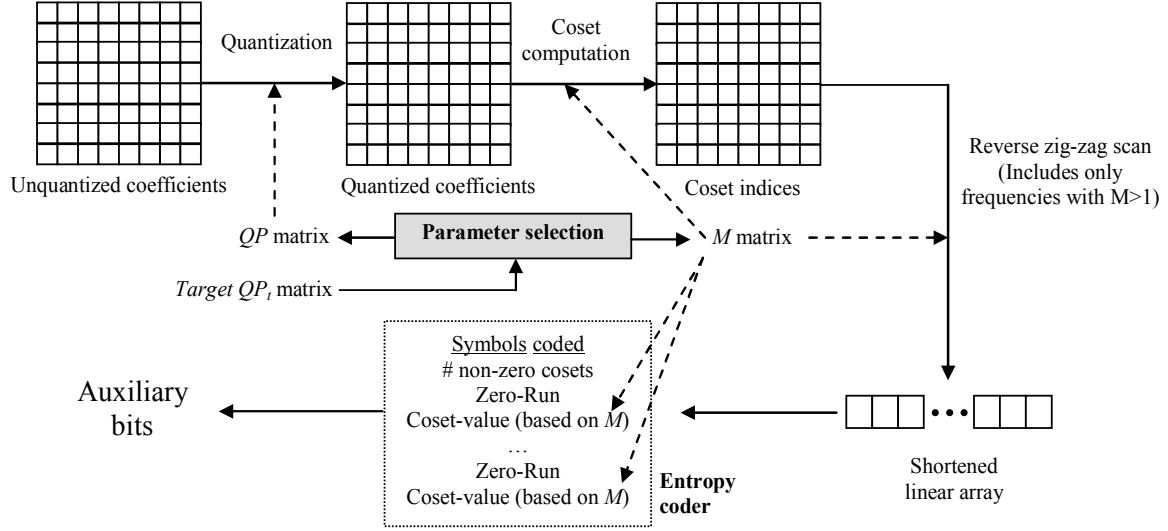 Quantization
Coset
computation
Unquantized coefficients
Quantized coefficients
Coset indices
Reverse zig-zag scan
(Includes only
frequencies with M>1)
QP matrix
Parameter selection
M matrix
Target QPt matrix
Symbols coded
# non-zero cosets
Zero-Run
Coset-value (based on M)
…
Zero-Run
Coset-value (based on M)
Entropy
coder
Auxiliary
bits
Shortened
linear array